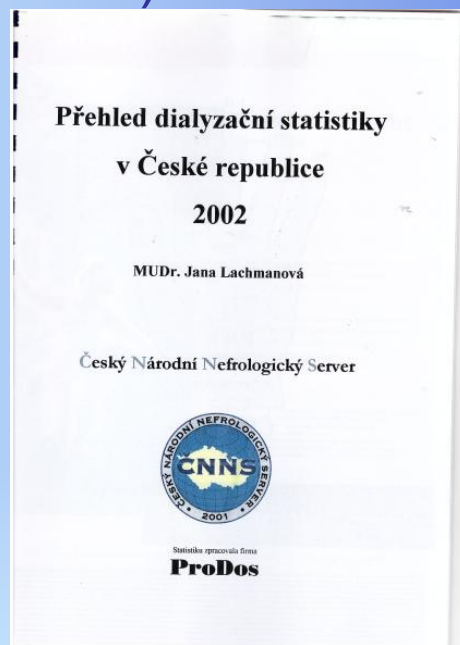 Přehled dialyzační statistiky
v České republice
2002
MUDr. Jana Lachmanová
Český Národní Nefrologický Server
ČESKÝ NÁRODNÍ NEFROLOGICKÝ SERVER
ČNNS
2001
Statistiku zpracovala firma
ProDos